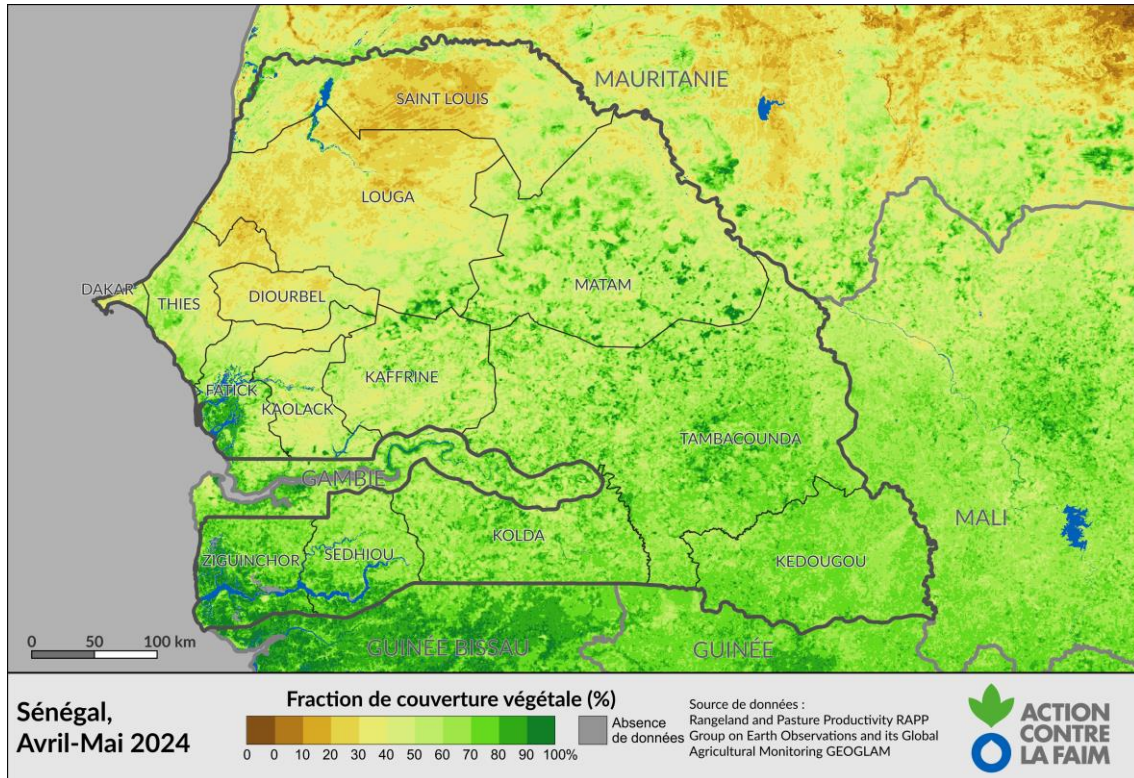 MAURITANIE
SAINT LOUIS
LOUGA
MATAM
DAKAR
THIES
DIOURBEL
FATICK
KAOLACK
KAFFRINE
TAMBACOUNDA
GAMBIE
KOLDA
MALI
ZIGUINCHOR
SEDHIOU
KEDOUGOU
GUINÉE BISSAU
GUINÉE
0 50 100 km
Sénégal,
Avril-Mai 2024
Fraction de couverture végétale (%)
0 0 10 20 30 40 50 60 70 80 90 100%
Absence
de données
Source de données :
Rangeland and Pasture Productivity RAPP
Group on Earth Observations and its Global
Agricultural Monitoring GEOGLAM
ACTION
CONTRE
LA FAIM